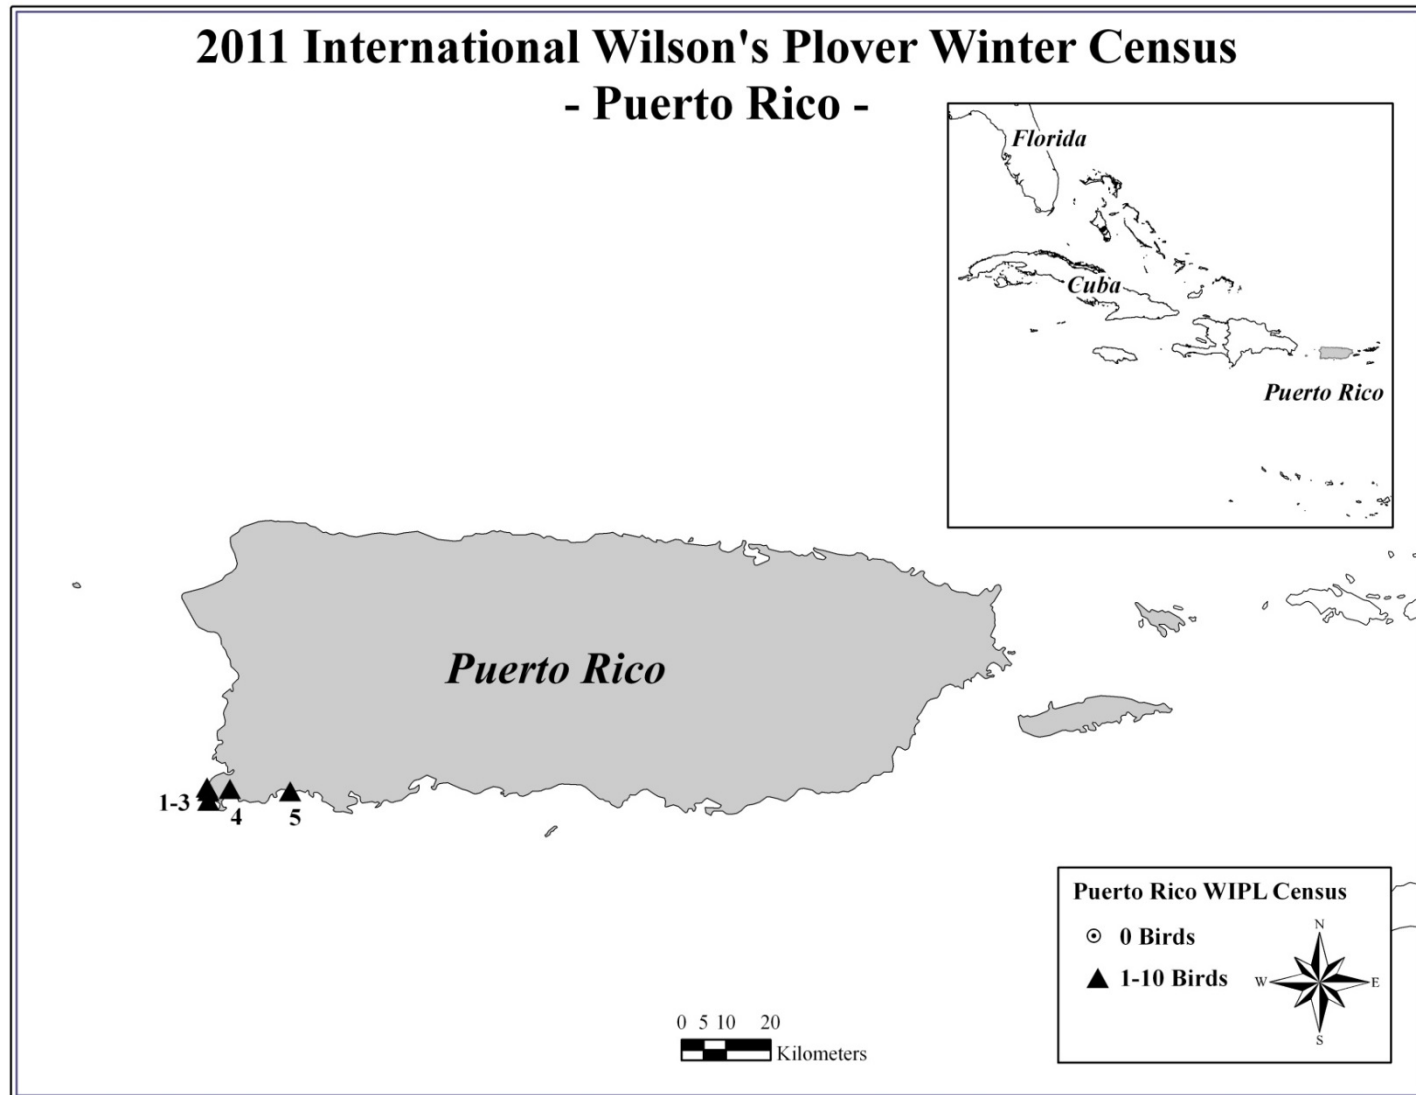 2011 International Wilson's Plover Winter Census
- Puerto Rico -
Florida
Cuba
Puerto Rico
Puerto Rico
1-3
4
5
Puerto Rico WIPL Census
0 Birds
1-10 Birds
N
W
E
S
0 5 10 20
Kilometers